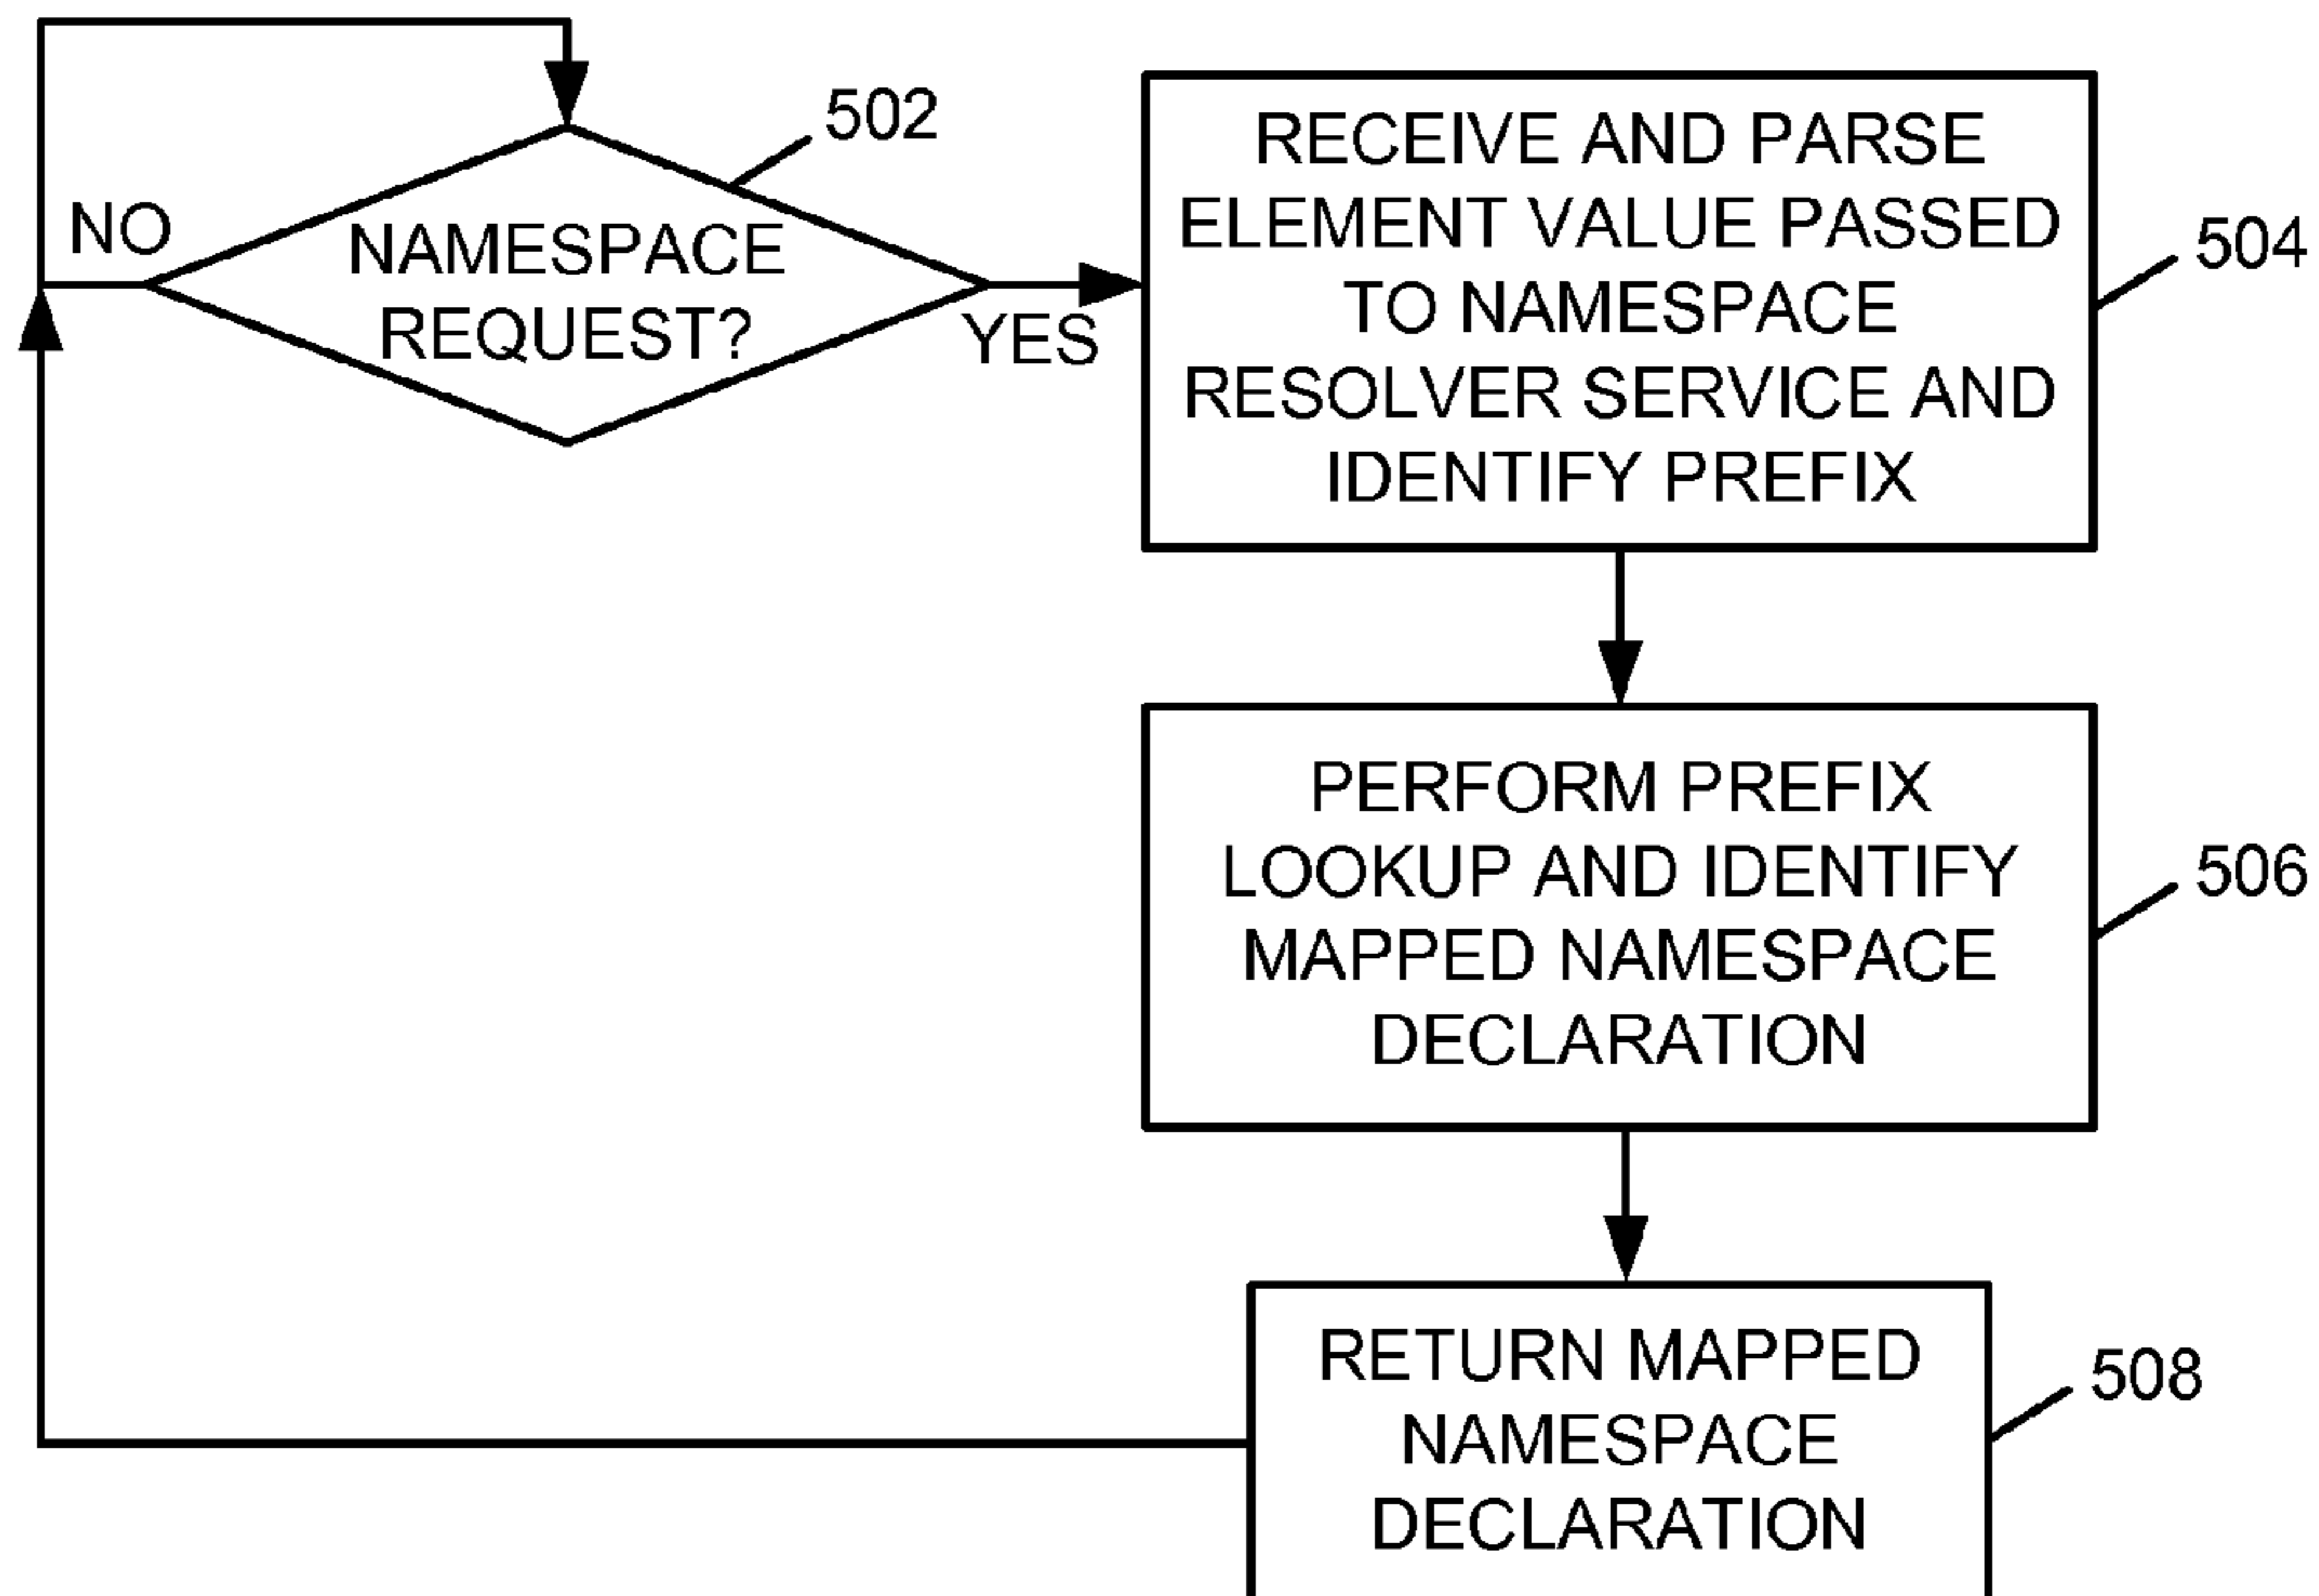 502
NO
NAMESPACE
REQUEST?
YES
RECEIVE AND PARSE
ELEMENT VALUE PASSED
TO NAMESPACE
RESOLVER SERVICE AND
IDENTIFY PREFIX
504
PERFORM PREFIX
LOOKUP AND IDENTIFY
MAPPED NAMESPACE
DECLARATION
506
RETURN MAPPED
NAMESPACE
DECLARATION
508